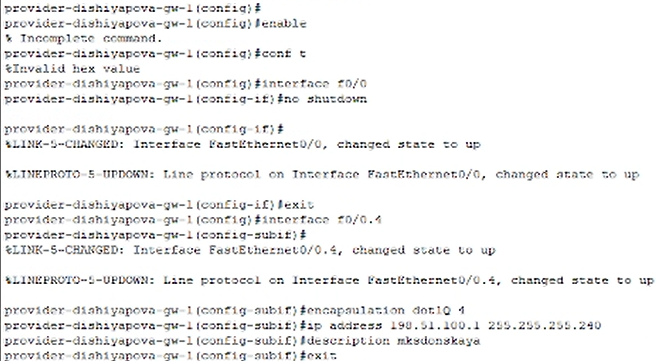 provider-dishiyapova-gw-1(config)#
provider-dishiyapova-gw-1(config)#enable
% Incomplete command.
provider-dishiyapova-gw-1(config)#conf t
%Invalid hex value
provider-dishiyapova-gw-1(config)#interface f0/0
provider-dishiyapova-gw-1(config-if)#no shutdown
provider-dishiyapova-gw-1(config-if)#
%LINK-5-CHANGED: Interface FastEthernet0/0, changed state to up
%LINEPROTO-5-UPDOWN: Line protocol on Interface FastEthernet0/0, changed state to up
provider-dishiyapova-gw-1(config-if)#exit
provider-dishiyapova-gw-1(config)#interface f0/0.4
provider-dishiyapova-gw-1(config-subif)#
%LINK-5-CHANGED: Interface FastEthernet0/0.4, changed state to up
%LINEPROTO-5-UPDOWN: Line protocol on Interface FastEthernet0/0.4, changed state to up
provider-dishiyapova-gw-1(config-subif)#encapsulation dot1Q 4
provider-dishiyapova-gw-1(config-subif)#ip address 198.51.100.1 255.255.255.240
provider-dishiyapova-gw-1(config-subif)#description mksdonskaya
provider-dishiyapova-gw-1(config-subif)#exit